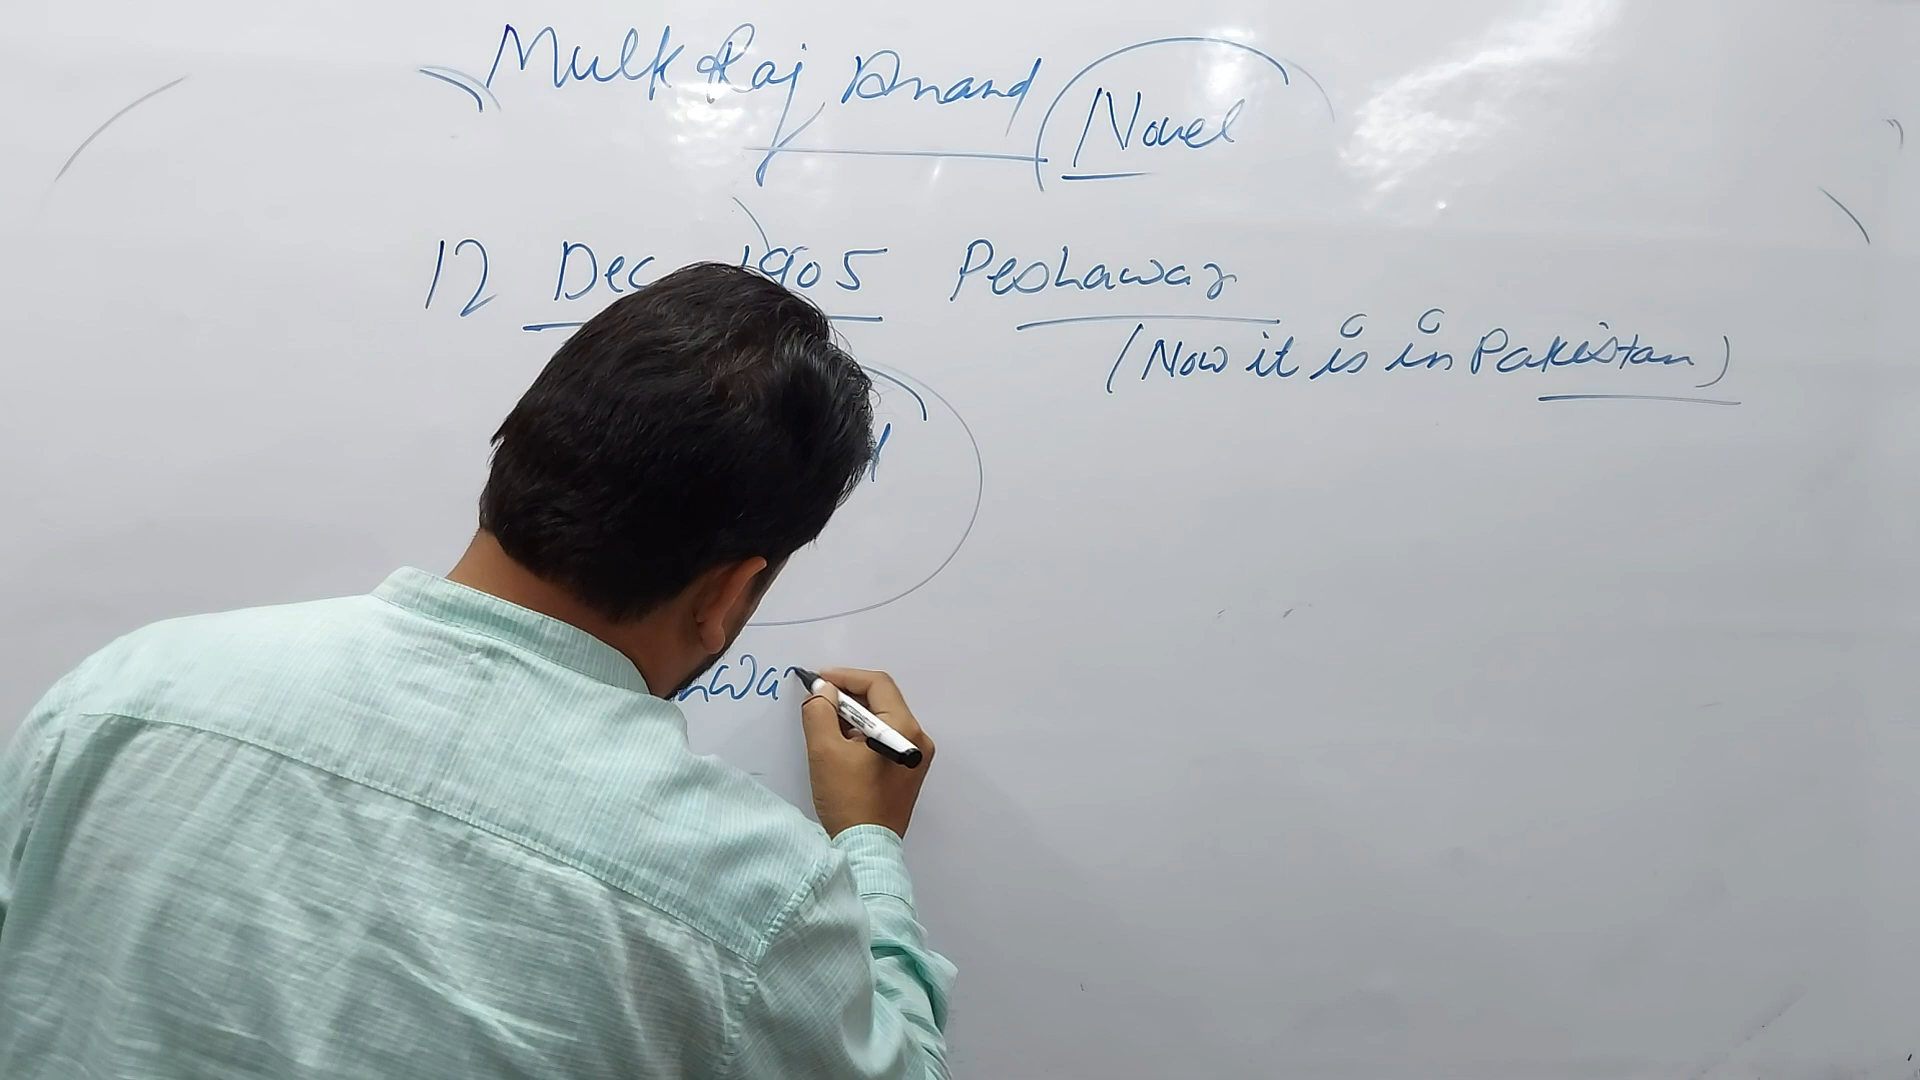 Mulk Raj Anand
Novel
12 Dec 1905 Peshawar
(Now it is in Pakistan)